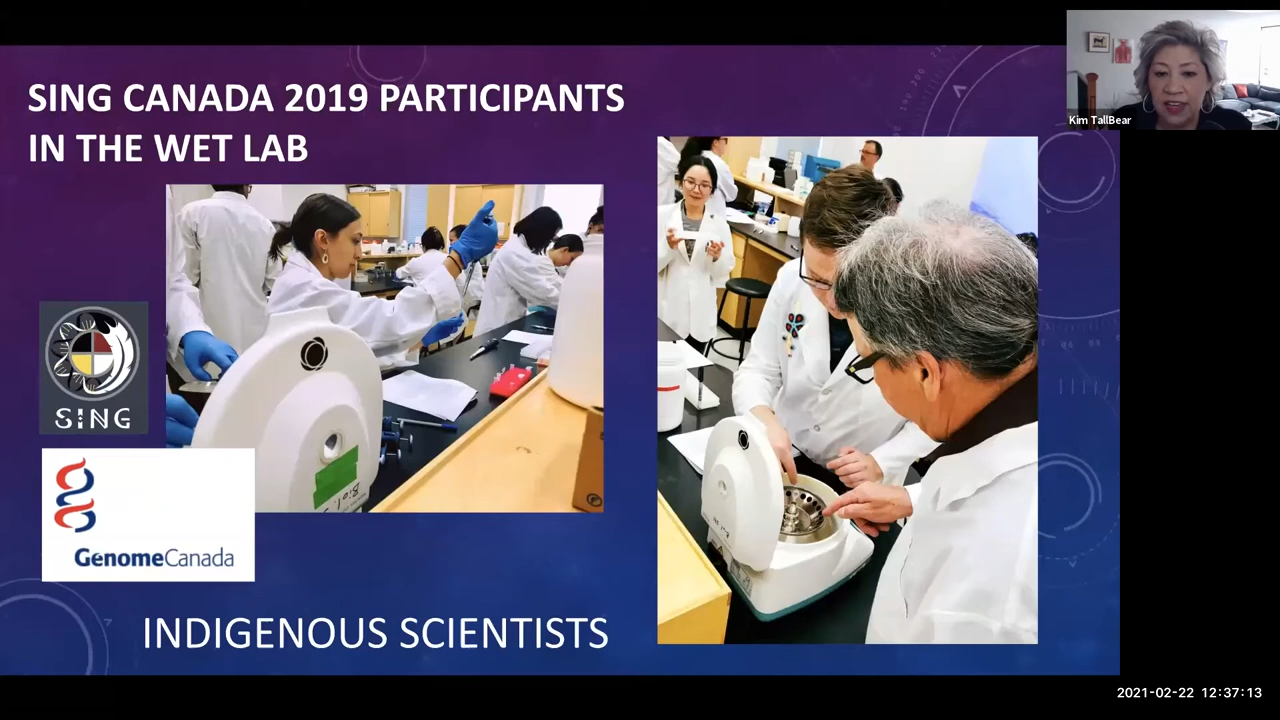 SING CANADA 2019 PARTICIPANTS
IN THE WET LAB
Kim TallBear
SING
GenomeCanada
INDIGENOUS SCIENTISTS
2021-02-22 12:37:13